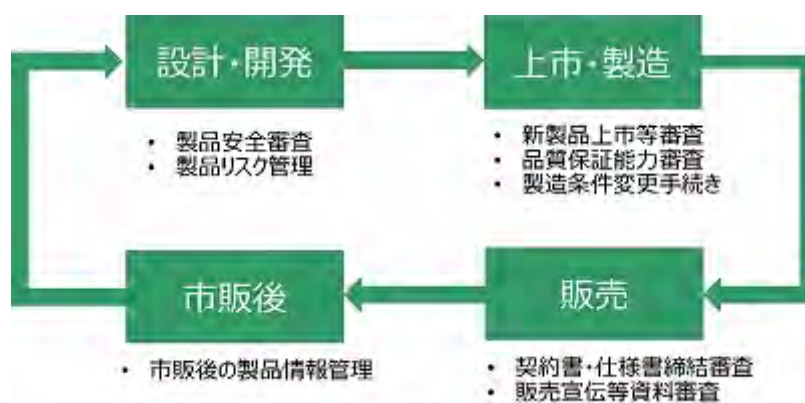 設計・開発
上市・製造
・ 製品安全審査
・ 製品リスク管理
・ 新製品上市等審査
・ 品質保証能力審査
・ 製造条件変更手続き
市販後
販売
・ 市販後の製品情報管理
・ 契約書・仕様書締結審査
・ 販売宣伝等資料審査